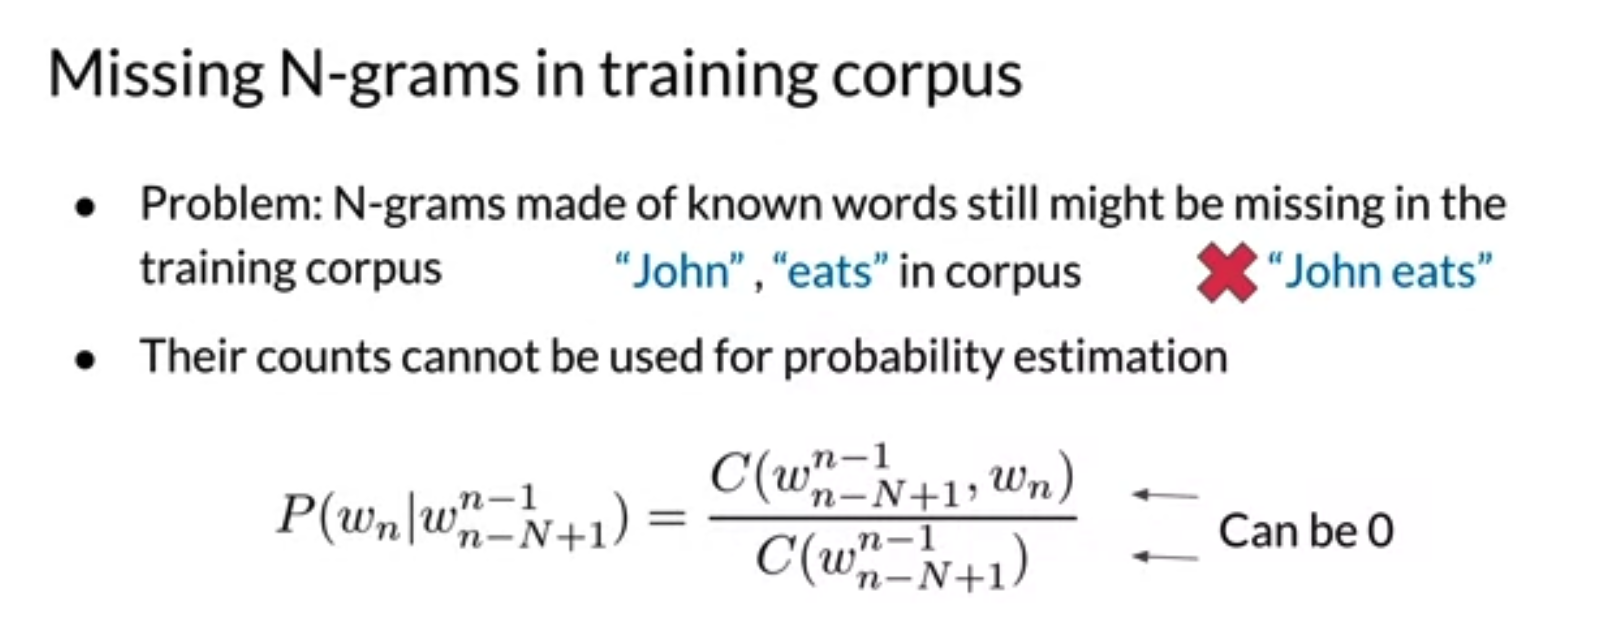 Missing N-grams in training corpus
● Problem: N-grams made of known words still might be missing in the
training corpus “John” , “eats” in corpus “John eats”
● Their counts cannot be used for probability estimation
P(w_n|w_{n-N+1}^{n-1}) = \frac{C(w_{n-N+1}^{n-1}, w_n)}{C(w_{n-N+1}^{n-1})}
Can be 0